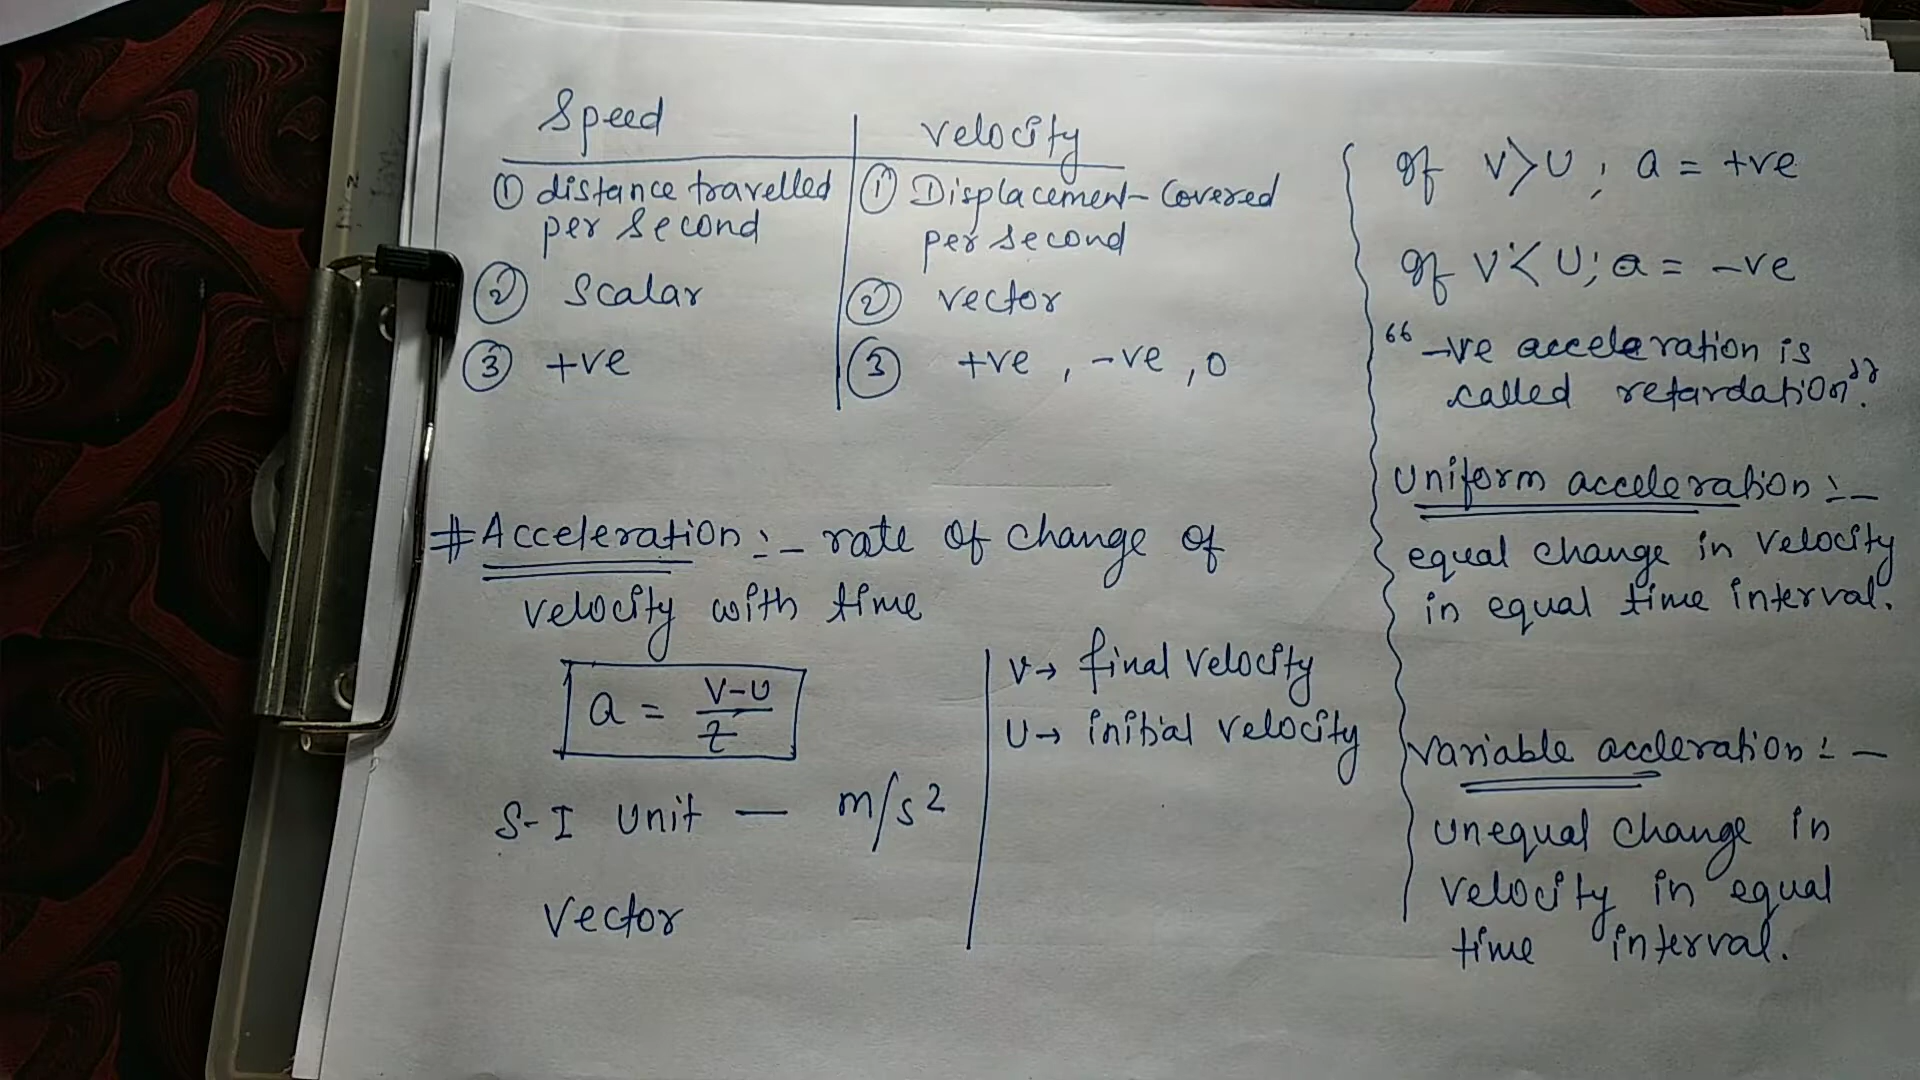 Speed
velocity
① distance travelled
per second
② scalar
③ +ve
① Displacement covered
per second
② vector
③ +ve, -ve, 0
# Acceleration :- rate of change of
velocity with time
a = v-u/t
S-I unit — m/s²
vector
v → final velocity
u → initial velocity
If v > u ; a = +ve
If v < u ; a = -ve
"-ve acceleration is
called retardation".
Uniform acceleration :-
equal change in velocity
in equal time interval.
Variable accleration :-
unequal change in
velocity in equal
time interval.